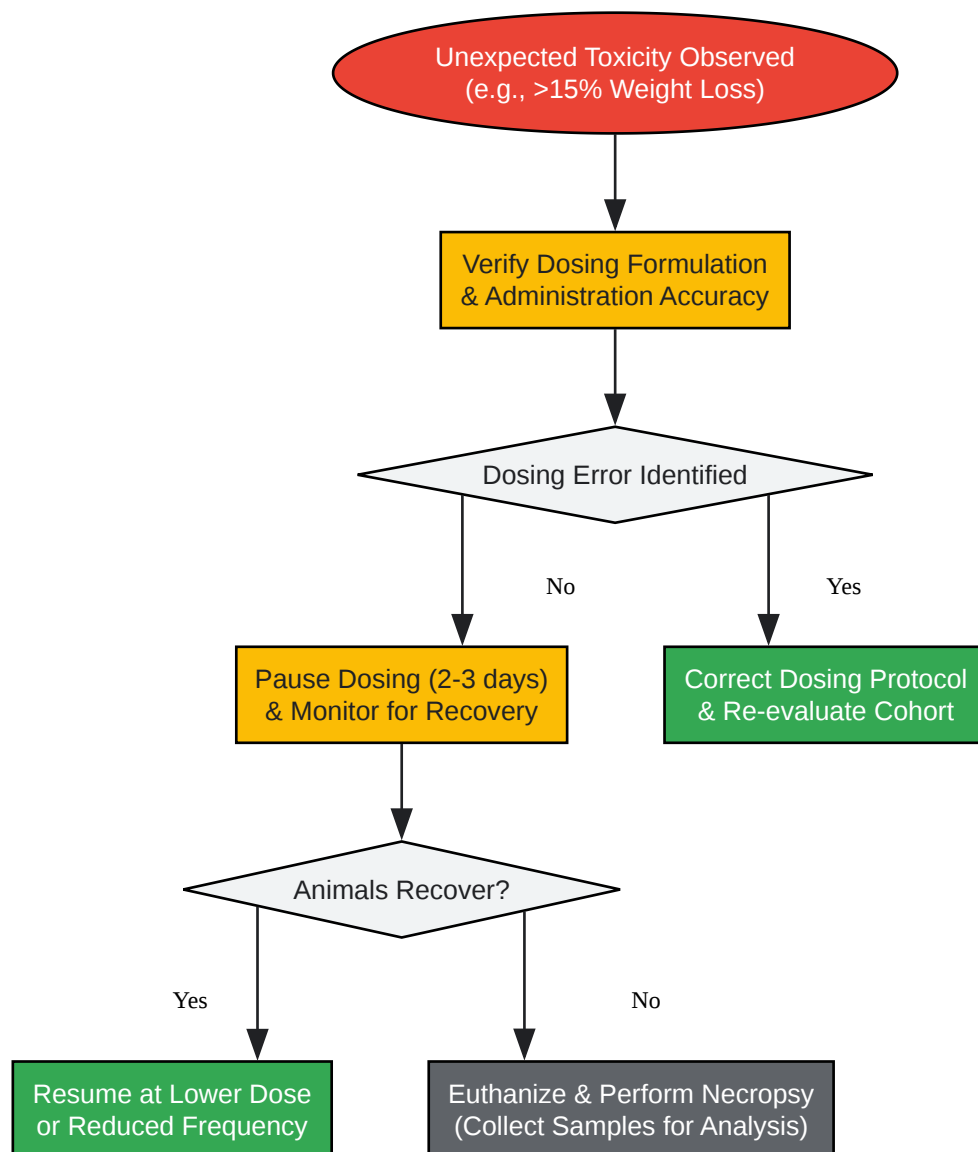 Unexpected Toxicity Observed
(e.g., >15% Weight Loss)
Verify Dosing Formulation
& Administration Accuracy
Dosing Error Identified
No
Yes
Pause Dosing (2-3 days)
& Monitor for Recovery
Correct Dosing Protocol
& Re-evaluate Cohort
Animals Recover?
Yes
No
Resume at Lower Dose
or Reduced Frequency
Euthanize & Perform Necropsy
(Collect Samples for Analysis)